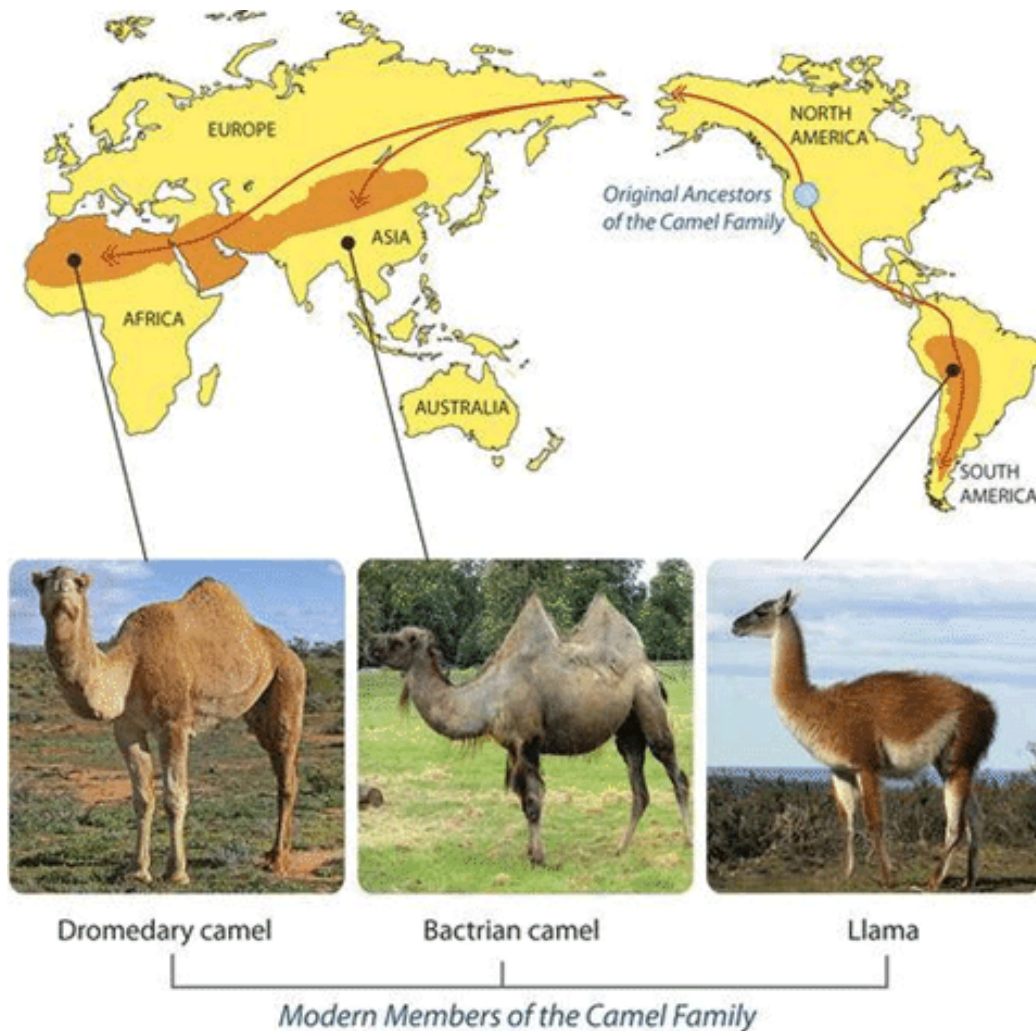 EUROPE
NORTH
AMERICA
Original Ancestors
of the Camel Family
ASIA
AFRICA
AUSTRALIA
SOUTH
AMERICA
Dromedary camel
Bactrian camel
Llama
Modern Members of the Camel Family